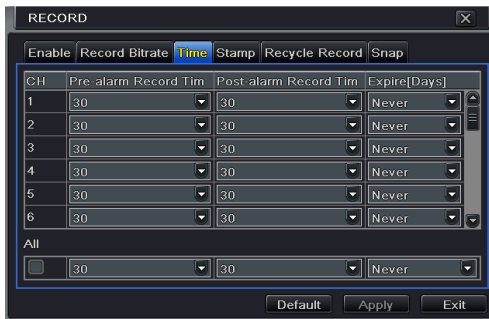 RECORD
Enable Record Bitrate Time Stamp Recycle Record Snap
CH Pre-alarm Record Tim Post-alarm Record Tim Expire[Days]
1 30 30 Never
2 30 30 Never
3 30 30 Never
4 30 30 Never
5 30 30 Never
6 30 30 Never
All
30 30 Never
Default Apply Exit